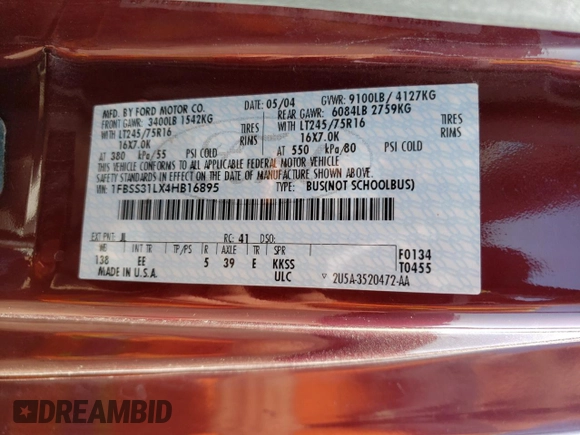 MFD. BY FORD MOTOR CO.
DATE: 05/04
GVWR: 9100LB/ 4127KG
FRONT GAWR: 3400LB 1542KG
REAR GAWR: 6084LB 2759KG
WITH LT245/75R16 TIRES
WITH LT245/75R16 TIRES
16X7.0K RIMS
16X7.0K RIMS
AT 380 kPa/55 PSI COLD
AT 550 kPa/80 PSI COLD
THIS VEHICLE CONFORMS TO ALL APPLICABLE FEDERAL MOTOR VEHICLE
SAFETY STANDARDS IN EFFECT ON THE DATE OF MANUFACTURE SHOWN ABOVE.
VIN: 1FBSS31LX4HB16895
TYPE: BUS(NOT SCHOOLBUS)
EXT PNT: JL RC: 41 DSO:
WB INT TR TP/PS R AXLE TR SPR
138 EE 5 39 E KKSS
MADE IN U.S.A. ULC
F0134
T0455
2U5A-3520472-AA
DREAMBID